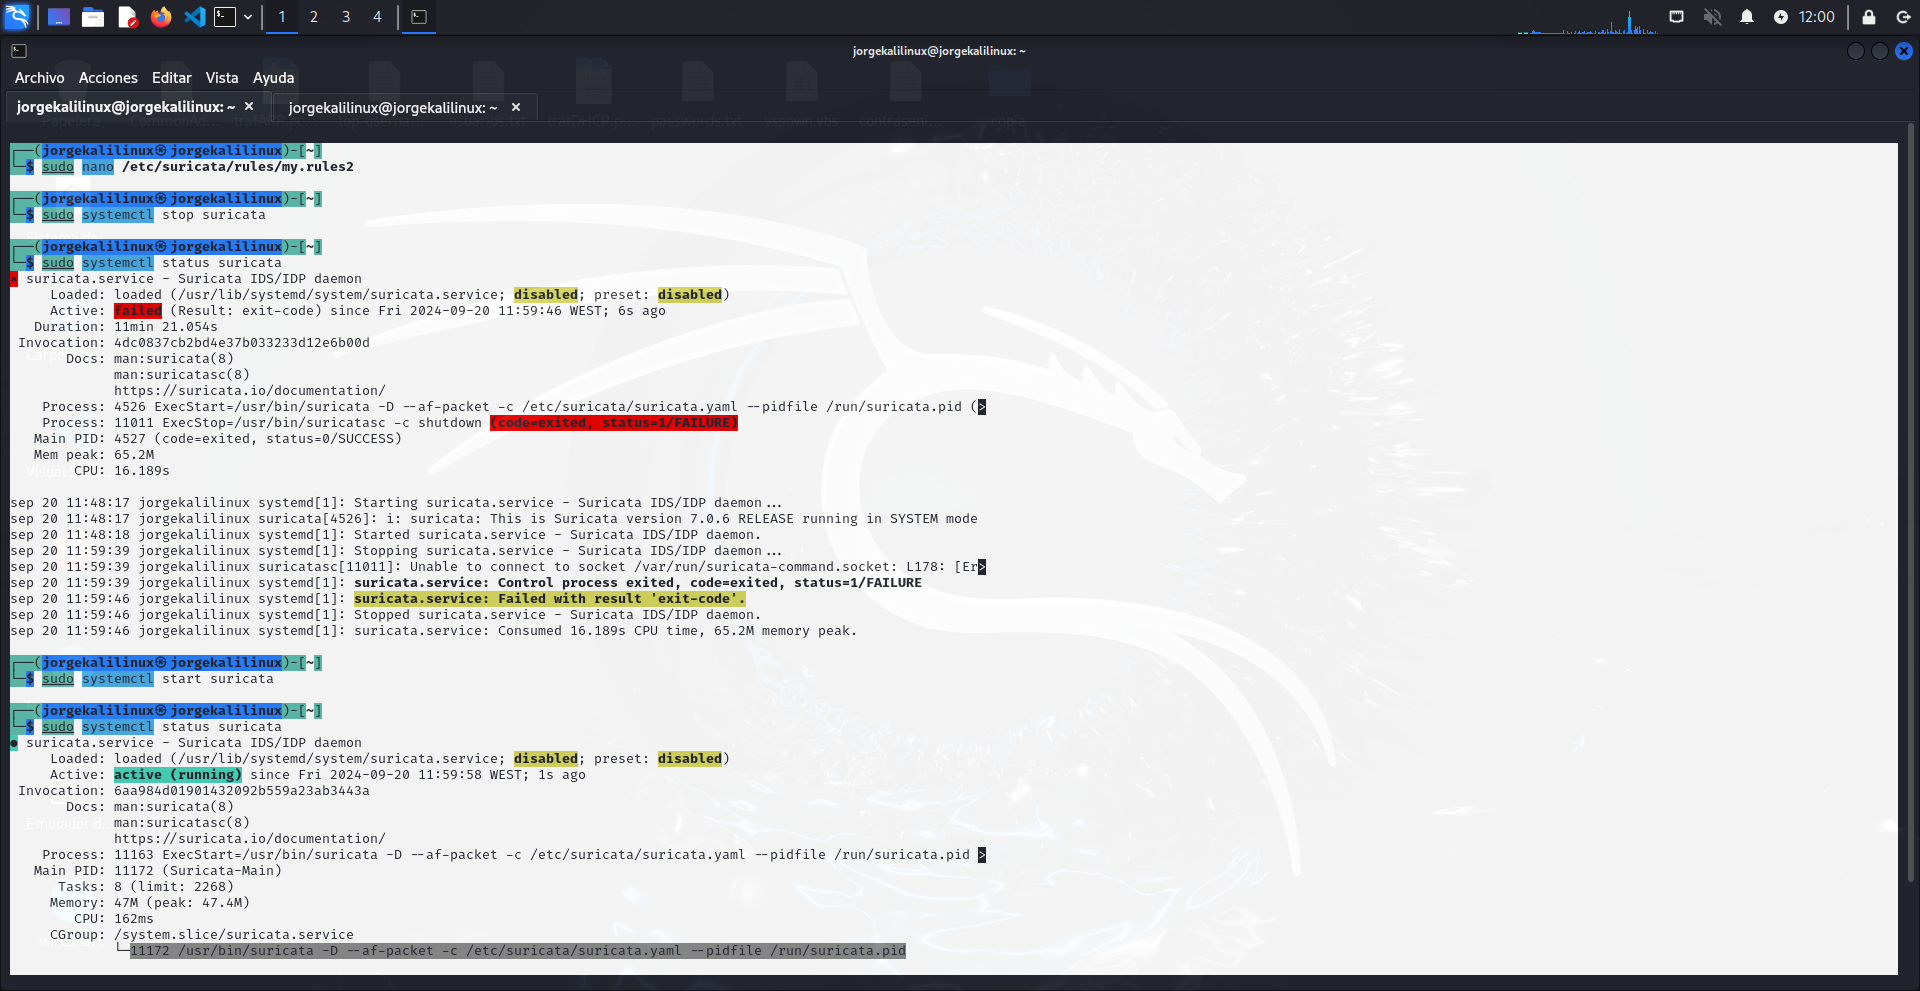 1 2 3 4 12:00
jorgekalilinux@jorgekalilinux: ~
Archivo Acciones Editar Vista Ayuda
jorgekalilinux@jorgekalilinux: ~ × jorgekalilinux@jorgekalilinux: ~ ×
┌──(jorgekalilinux㉿jorgekalilinux)-[~]
└─$ sudo nano /etc/suricata/rules/my.rules2
┌──(jorgekalilinux㉿jorgekalilinux)-[~]
└─$ sudo systemctl stop suricata
┌──(jorgekalilinux㉿jorgekalilinux)-[~]
└─$ sudo systemctl status suricata
× suricata.service - Suricata IDS/IDP daemon
Loaded: loaded (/usr/lib/systemd/system/suricata.service; disabled; preset: disabled)
Active: failed (Result: exit-code) since Fri 2024-09-20 11:59:46 WEST; 6s ago
Duration: 11min 21.054s
Invocation: 4dc0837cb2bd4e37b033233d12e6b00d
Docs: man:suricata(8)
man:suricatasc(8)
https://suricata.io/documentation/
Process: 4526 ExecStart=/usr/bin/suricata -D --af-packet -c /etc/suricata/suricata.yaml --pidfile /run/suricata.pid (>
Process: 11011 ExecStop=/usr/bin/suricatasc -c shutdown (code=exited, status=1/FAILURE)
Main PID: 4527 (code=exited, status=0/SUCCESS)
Mem peak: 65.2M
CPU: 16.189s
sep 20 11:48:17 jorgekalilinux systemd[1]: Starting suricata.service - Suricata IDS/IDP daemon...
sep 20 11:48:17 jorgekalilinux suricata[4526]: i: suricata: This is Suricata version 7.0.6 RELEASE running in SYSTEM mode
sep 20 11:48:18 jorgekalilinux systemd[1]: Started suricata.service - Suricata IDS/IDP daemon.
sep 20 11:59:39 jorgekalilinux systemd[1]: Stopping suricata.service - Suricata IDS/IDP daemon...
sep 20 11:59:39 jorgekalilinux suricatasc[11011]: Unable to connect to socket /var/run/suricata-command.socket: L178: [Er>
sep 20 11:59:39 jorgekalilinux systemd[1]: suricata.service: Control process exited, code=exited, status=1/FAILURE
sep 20 11:59:46 jorgekalilinux systemd[1]: suricata.service: Failed with result 'exit-code'.
sep 20 11:59:46 jorgekalilinux systemd[1]: Stopped suricata.service - Suricata IDS/IDP daemon.
sep 20 11:59:46 jorgekalilinux systemd[1]: suricata.service: Consumed 16.189s CPU time, 65.2M memory peak.
┌──(jorgekalilinux㉿jorgekalilinux)-[~]
└─$ sudo systemctl start suricata
┌──(jorgekalilinux㉿jorgekalilinux)-[~]
└─$ sudo systemctl status suricata
● suricata.service - Suricata IDS/IDP daemon
Loaded: loaded (/usr/lib/systemd/system/suricata.service; disabled; preset: disabled)
Active: active (running) since Fri 2024-09-20 11:59:58 WEST; 1s ago
Invocation: 6aa984d01901432092b559a23ab3443a
Docs: man:suricata(8)
man:suricatasc(8)
https://suricata.io/documentation/
Process: 11163 ExecStart=/usr/bin/suricata -D --af-packet -c /etc/suricata/suricata.yaml --pidfile /run/suricata.pid >
Main PID: 11172 (Suricata-Main)
Tasks: 8 (limit: 2268)
Memory: 47M (peak: 47.4M)
CPU: 162ms
CGroup: /system.slice/suricata.service
└─11172 /usr/bin/suricata -D --af-packet -c /etc/suricata/suricata.yaml --pidfile /run/suricata.pid